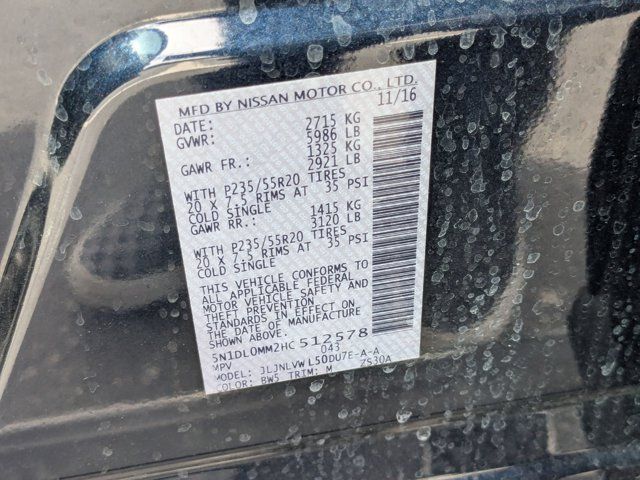 MFD BY NISSAN MOTOR CO., LTD.
DATE: 11/16
GVWR: 2715 KG
5986 LB
GAWR FR.: 1325 KG
2921 LB
WITH P235/55R20 TIRES
20 X 7.5 RIMS AT 35 PSI
COLD SINGLE
GAWR RR.: 1415 KG
3120 LB
WITH P235/55R20 TIRES
20 X 7.5 RIMS AT 35 PSI
COLD SINGLE
THIS VEHICLE CONFORMS TO
ALL APPLICABLE FEDERAL
MOTOR VEHICLE SAFETY AND
THEFT PREVENTION
STANDARDS IN EFFECT ON
THE DATE OF MANUFACTURE
SHOWN ABOVE.
5N1DL0MM2HC512578
MPV 043
MODEL: JLJNLVWL50DU7E-A-A
COLOR: BW5 TRIM: M ZS30A